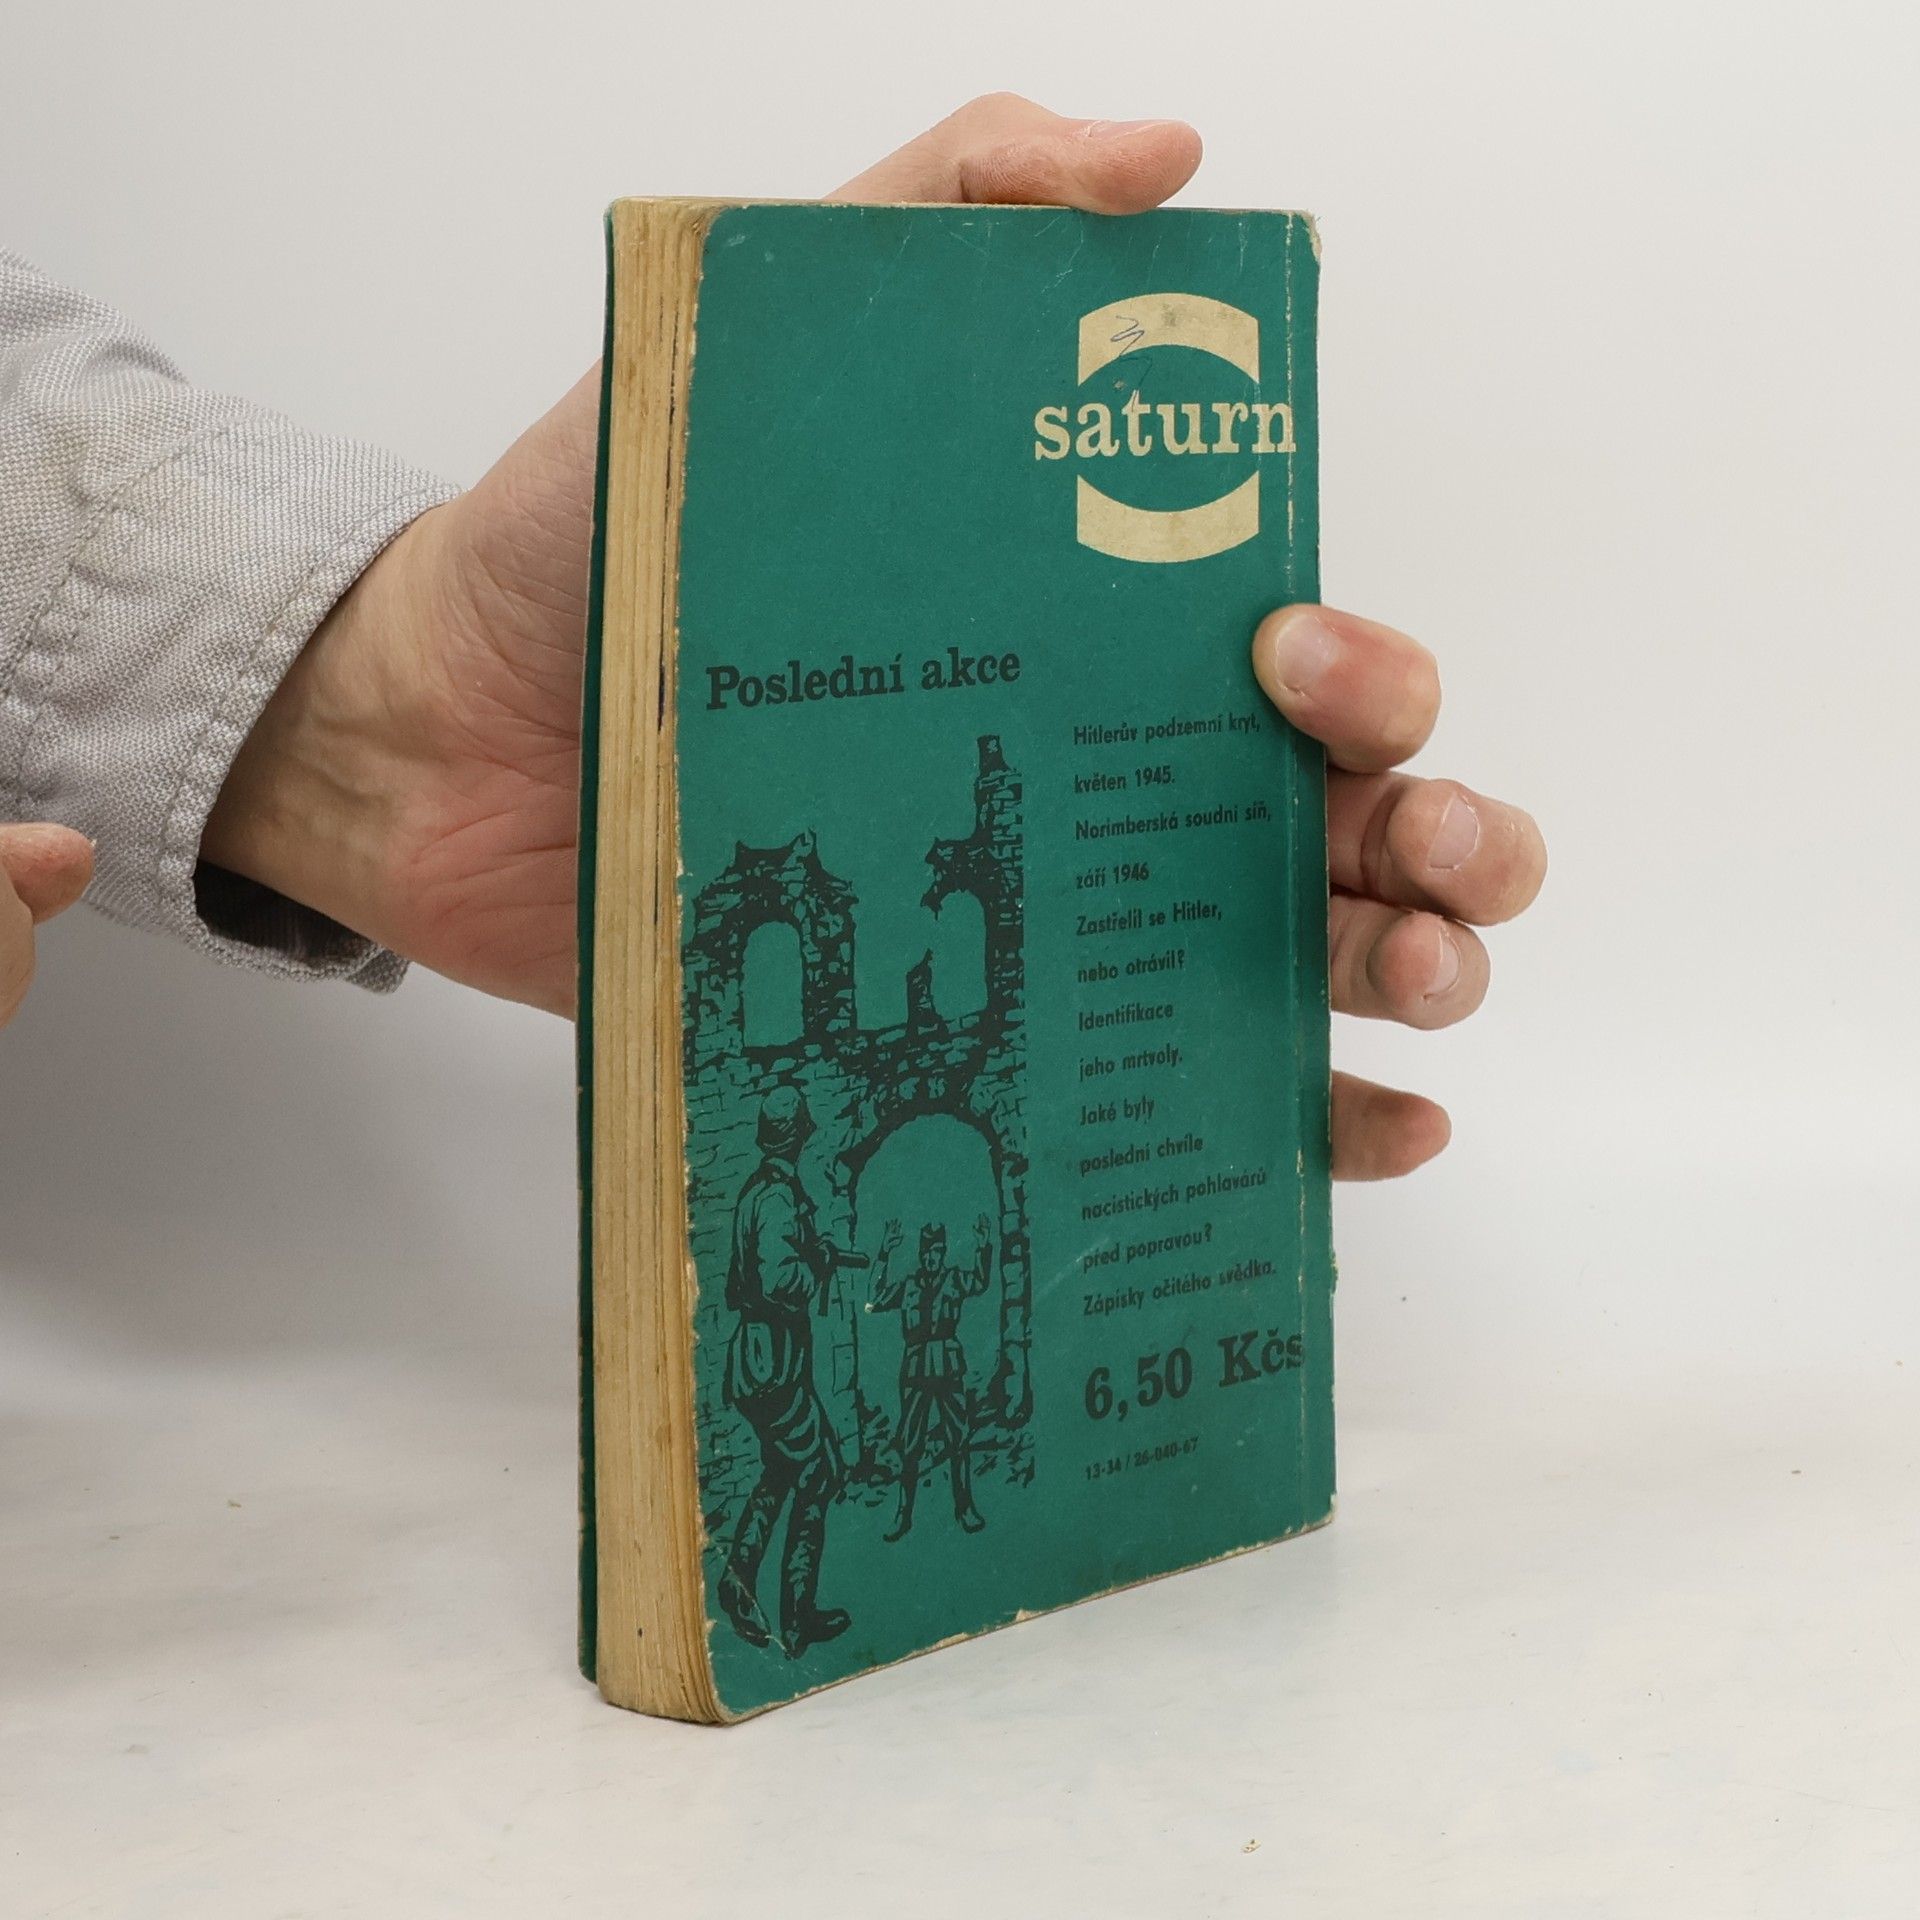 saturn
Poslední akce
Hitlerův podzemní kryt,
květen 1945.
Norimberská soudní síň,
září 1946
Zastřelil se Hitler,
nebo otrávil?
Identifikace
jeho mrtvoly.
Jaké byly
poslední chvíle
nacistických pohlavárů
před popravou?
Zápisky očitého svědka.
6,50 Kčs
13-34 / 26-040-67